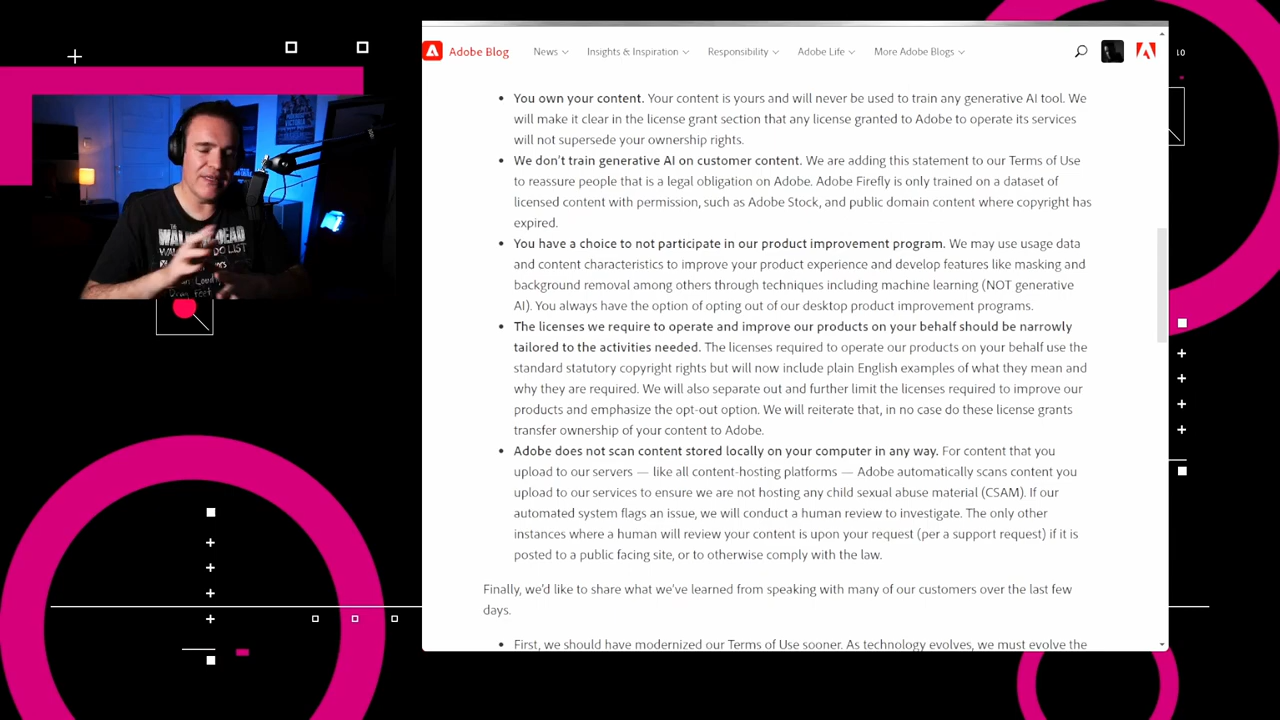 Adobe Blog News Insights & Inspiration Responsibility Adobe Life More Adobe Blogs
10
You own your content. Your content is yours and will never be used to train any generative AI tool. We
will make it clear in the license grant section that any license granted to Adobe to operate its services
will not supersede your ownership rights.
We don't train generative AI on customer content. We are adding this statement to our Terms of Use
to reassure people that is a legal obligation on Adobe. Adobe Firefly is only trained on a dataset of
licensed content with permission, such as Adobe Stock, and public domain content where copyright has
expired.
You have a choice to not participate in our product improvement program. We may use usage data
and content characteristics to improve your product experience and develop features like masking and
background removal among others through techniques including machine learning (NOT generative
AI). You always have the option of opting out of our desktop product improvement programs.
The licenses we require to operate and improve our products on your behalf should be narrowly
tailored to the activities needed. The licenses required to operate our products on your behalf use the
standard statutory copyright rights but will now include plain English examples of what they mean and
why they are required. We will also separate out and further limit the licenses required to improve our
products and emphasize the opt-out option. We will reiterate that, in no case do these license grants
transfer ownership of your content to Adobe.
Adobe does not scan content stored locally on your computer in any way. For content that you
upload to our servers — like all content-hosting platforms — Adobe automatically scans content you
upload to our services to ensure we are not hosting any child sexual abuse material (CSAM). If our
automated system flags an issue, we will conduct a human review to investigate. The only other
instances where a human will review your content is upon your request (per a support request) if it is
posted to a public facing site, or to otherwise comply with the law.
Finally, we'd like to share what we've learned from speaking with many of our customers over the last few
days.
First, we should have modernized our Terms of Use sooner. As technology evolves, we must evolve the
THE
DO LIST